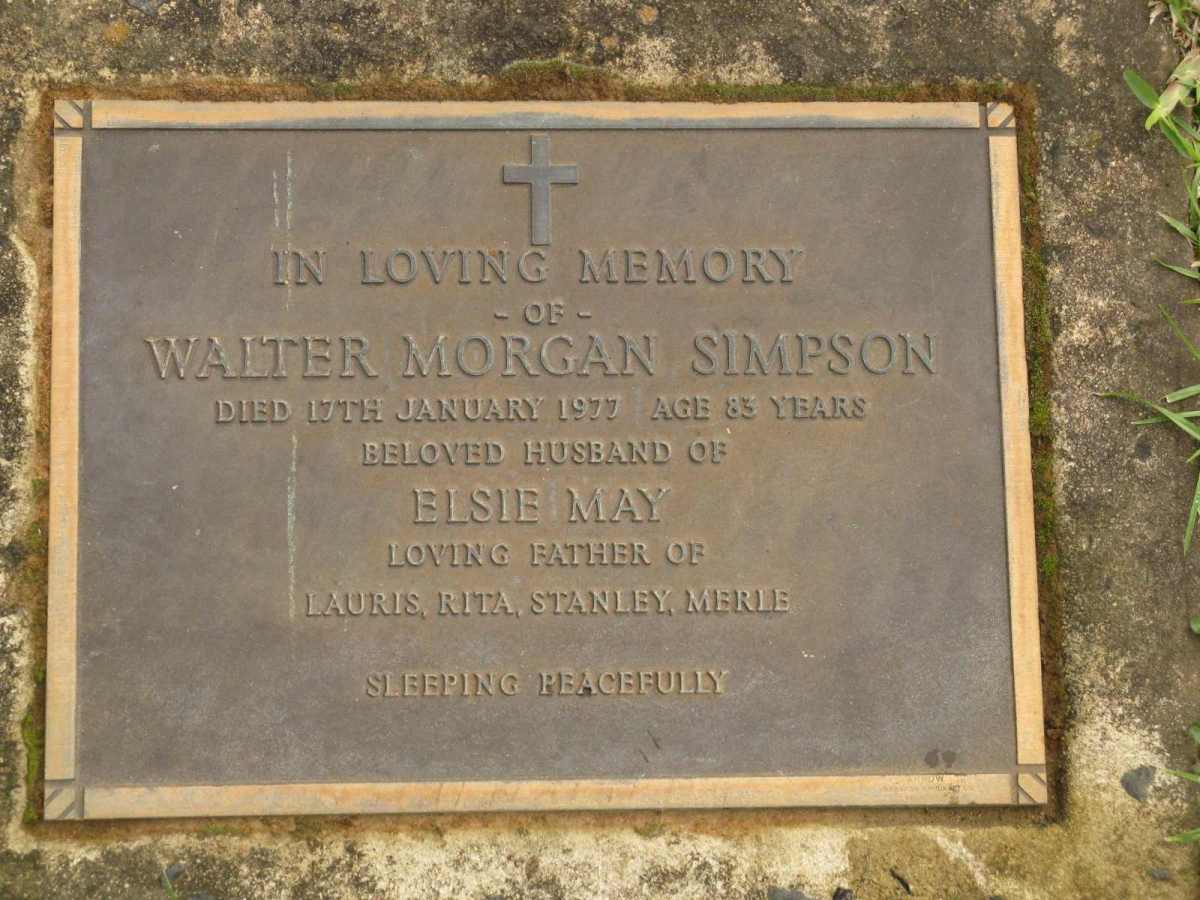 IN LOVING MEMORY
- OF -
WALTER MORGAN SIMPSON
DIED 17TH JANUARY 1977 AGE 83 YEARS
BELOVED HUSBAND OF
ELSIE MAY
LOVING FATHER OF
LAURIS, RITA, STANLEY, MERLE
SLEEPING PEACEFULLY